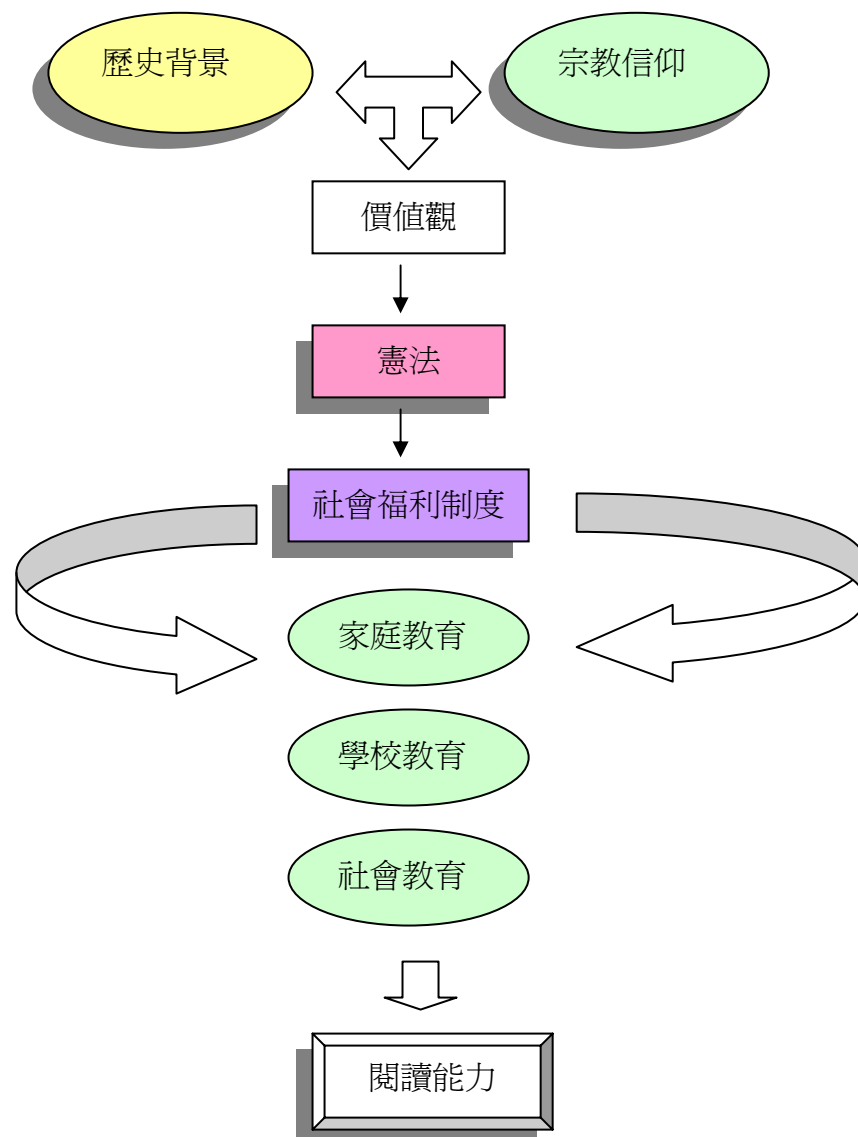 歷史背景
宗教信仰
價值觀
憲法
社會福利制度
家庭教育
學校教育
社會教育
閱讀能力